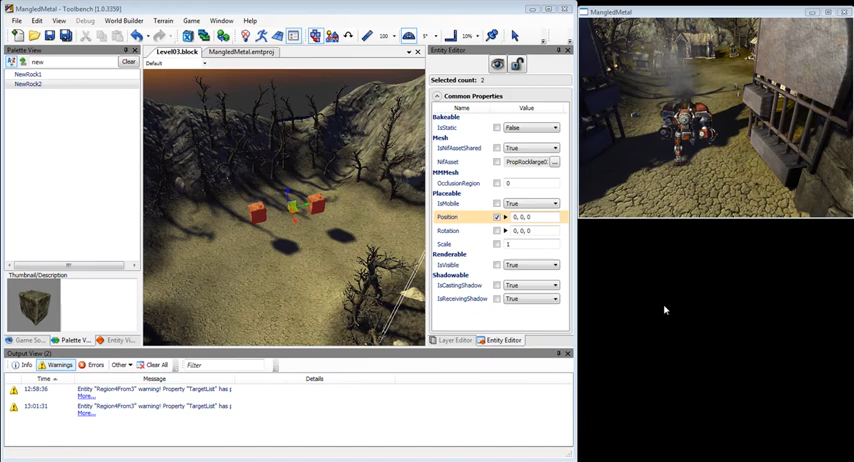 MangledMetal - Toolbench [1.0.3359]
File Edit View Debug World Builder Terrain Game Window Help
100 5° 10%
Palette View
new Clear
NewRock1
NewRock2
Thumbnail/Description
Game So... Palette V... Entity Vi...
Level03.block MangledMetal.emtproj
Default
Entity Editor
Selected count: 2
Common Properties
Name Value
Bakeable
IsStatic False
Mesh
IsNifAssetShared True
NifAsset PropRocklarge0 ...
MMMesh
OcclusionRegion 0
Placeable
IsMobile True
Position 0, 0, 0
Rotation 0, 0, 0
Scale 1
Renderable
IsVisible True
Shadowable
IsCastingShadow True
IsReceivingShadow True
Layer Editor Entity Editor
Output View (2)
Info Warnings Errors Other Clear All Filter
Time Message Details
12:58:36 Entity "Region4From3" warning! Property "TargetList" has
More...
13:01:31 Entity "Region4From3" warning! Property "TargetList" has
More...
MangledMetal